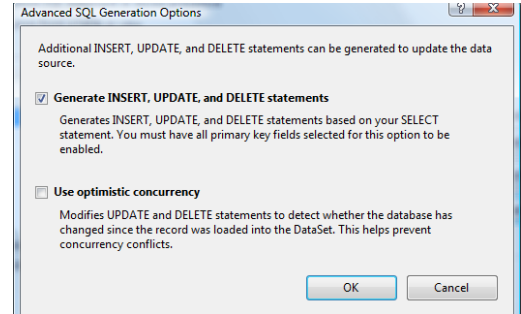 Advanced SQL Generation Options
Additional INSERT, UPDATE, and DELETE statements can be generated to update the data
source.
Generate INSERT, UPDATE, and DELETE statements
Generates INSERT, UPDATE, and DELETE statements based on your SELECT
statement. You must have all primary key fields selected for this option to be
enabled.
Use optimistic concurrency
Modifies UPDATE and DELETE statements to detect whether the database has
changed since the record was loaded into the DataSet. This helps prevent
concurrency conflicts.
OK Cancel